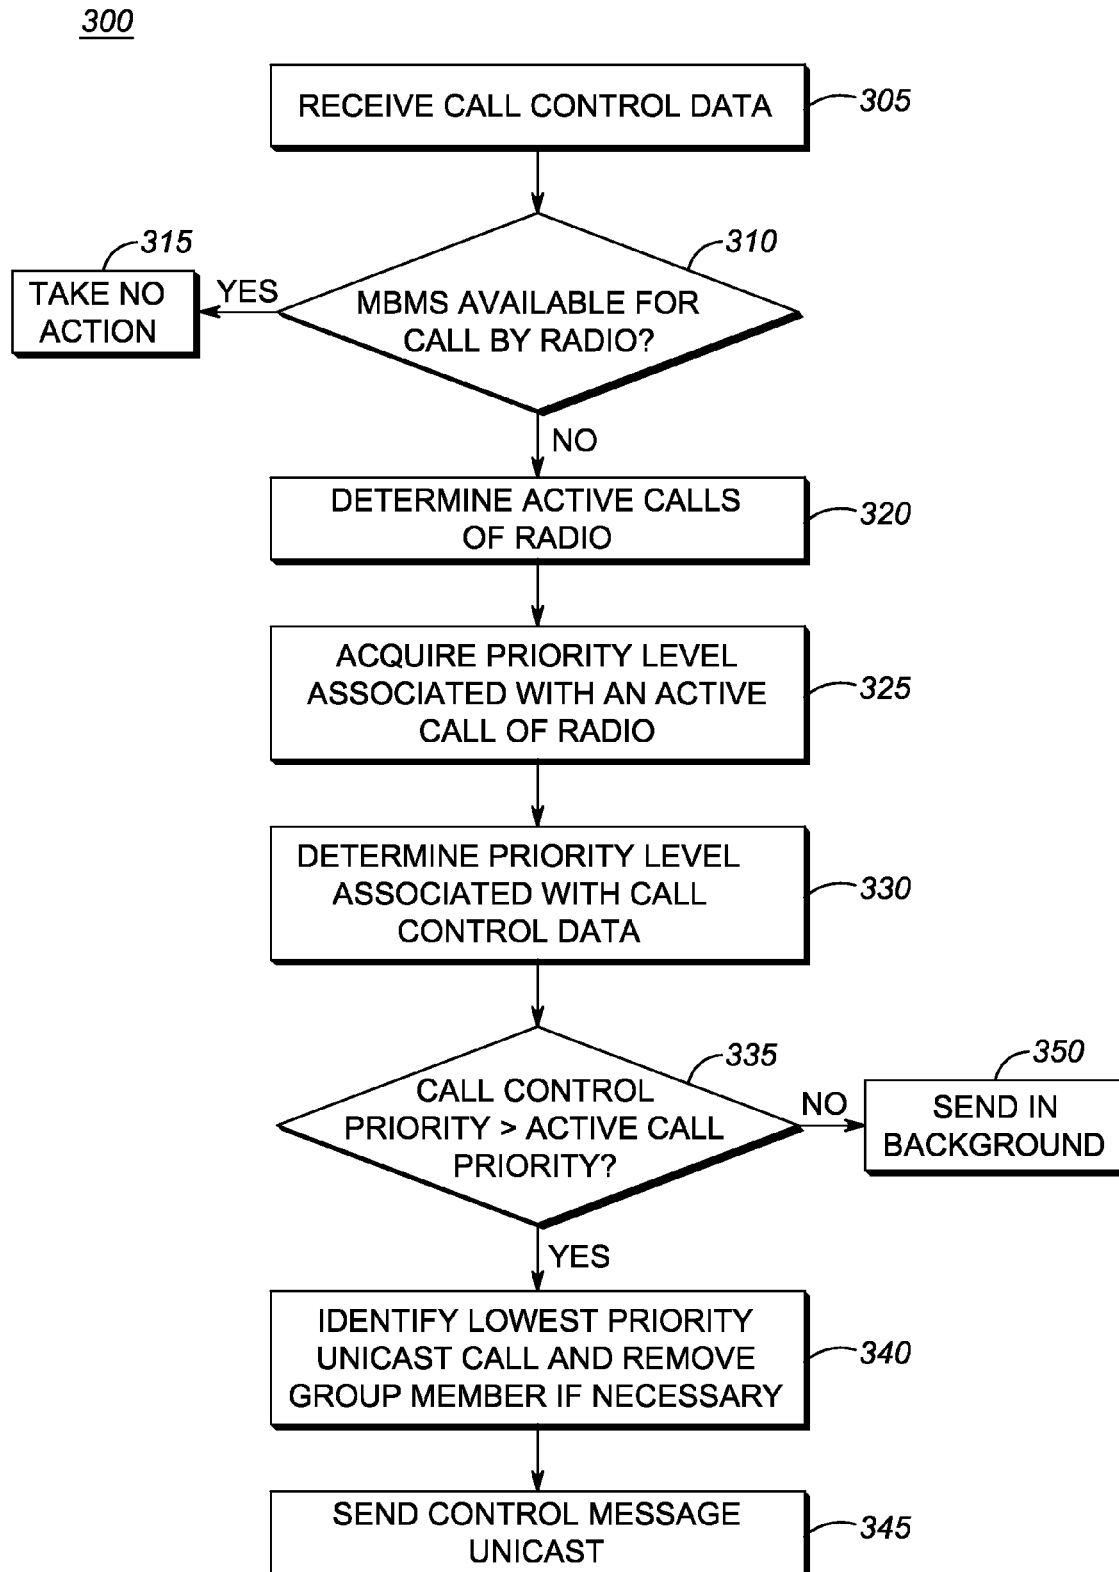 300
RECEIVE CALL CONTROL DATA
305
310
315
MBMS AVAILABLE FOR
CALL BY RADIO?
YES
TAKE NO
ACTION
NO
DETERMINE ACTIVE CALLS
OF RADIO
320
ACQUIRE PRIORITY LEVEL
ASSOCIATED WITH AN ACTIVE
CALL OF RADIO
325
DETERMINE PRIORITY LEVEL
ASSOCIATED WITH CALL
CONTROL DATA
330
335
CALL CONTROL
PRIORITY > ACTIVE CALL
PRIORITY?
NO
350
SEND IN
BACKGROUND
YES
IDENTIFY LOWEST PRIORITY
UNICAST CALL AND REMOVE
GROUP MEMBER IF NECESSARY
340
SEND CONTROL MESSAGE
UNICAST
345